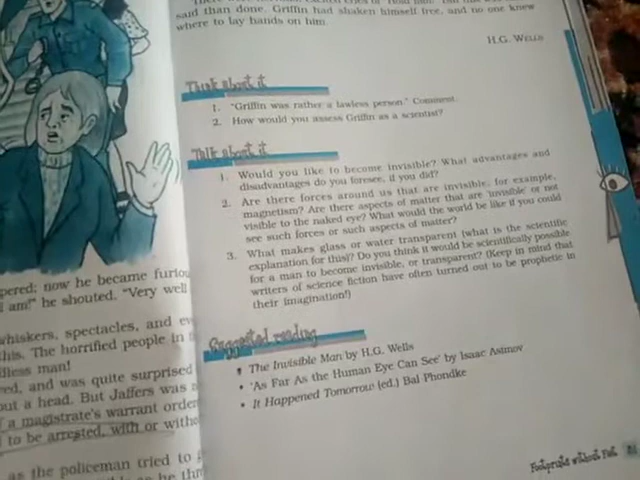 said than done. Griffin had shaken himself free, and no one knew
where to lay hands on him.
H.G. WELLS
Think about it
1. "Griffin was rather a lawless person." Comment.
2. How would you assess Griffin as a scientist?
Talk about it
1. Would you like to become invisible? What advantages and
disadvantages do you foresee, if you did?
2. Are there forces around us that are invisible, for example,
magnetism? Are there aspects of matter that are 'invisible' or not
visible to the naked eye? What would the world be like if you could
see such forces or such aspects of matter?
3. What makes glass or water transparent (what is the scientific
explanation for this)? Do you think it would be scientifically possible
for a man to become invisible, or transparent? (Keep in mind that
writers of science fiction have often turned out to be prophetic in
their imagination!)
Suggested reading
• The Invisible Man by H.G. Wells
• 'As Far As the Human Eye Can See' by Isaac Asimov
• It Happened Tomorrow (ed.) Bal Phondke
Footprints without Feet
pered; now he became furiou
am!" he shouted. "Very well
whiskers, spectacles, and ev
his. The horrified people in
dless man!
ed, and was quite surprised
out a head. But Jaffers was a
a magistrate's warrant order
to be arrested, with or witho
as the policeman tried to